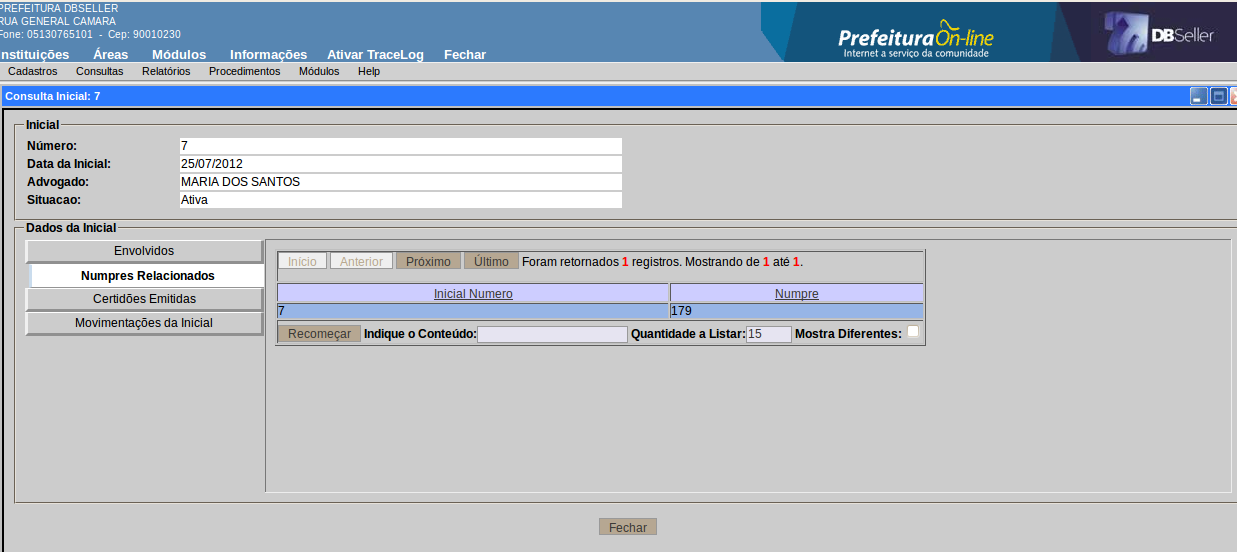 PREFEITURA DBSELLER
RUA GENERAL CAMARA
Fone: 05130765101 - Cep: 90010230
PrefeituraOn-line
Internet a serviço da comunidade
DBSeller
nstituições Áreas Módulos Informações Ativar TraceLog Fechar
Cadastros Consultas Relatórios Procedimentos Módulos Help
Consulta Inicial: 7
Inicial
Número: 7
Data da Inicial: 25/07/2012
Advogado: MARIA DOS SANTOS
Situacao: Ativa
Dados da Inicial
Envolvidos
Numpres Relacionados
Certidões Emitidas
Movimentações da Inicial
Início Anterior Próximo Último Foram retornados 1 registros. Mostrando de 1 até 1.
Inicial Numero Numpre
7 179
Recomeçar Indique o Conteúdo: Quantidade a Listar: 15 Mostra Diferentes:
Fechar